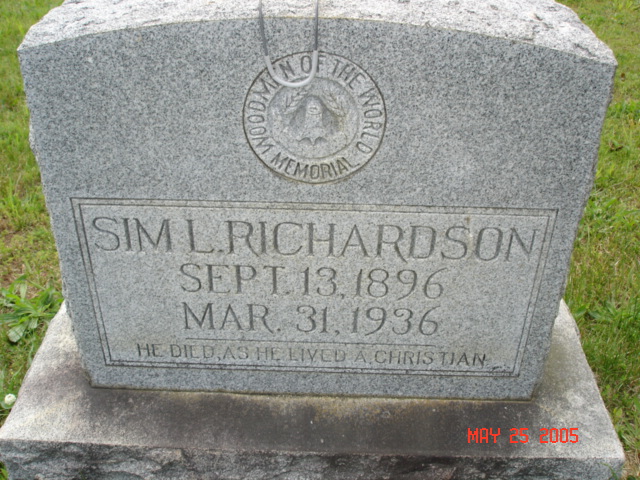 WOODMEN OF THE WORLD
MEMORIAL
SIM L. RICHARDSON
SEPT. 13, 1896
MAR. 31, 1936
HE DIED, AS HE LIVED A CHRISTIAN
MAY 25 2005